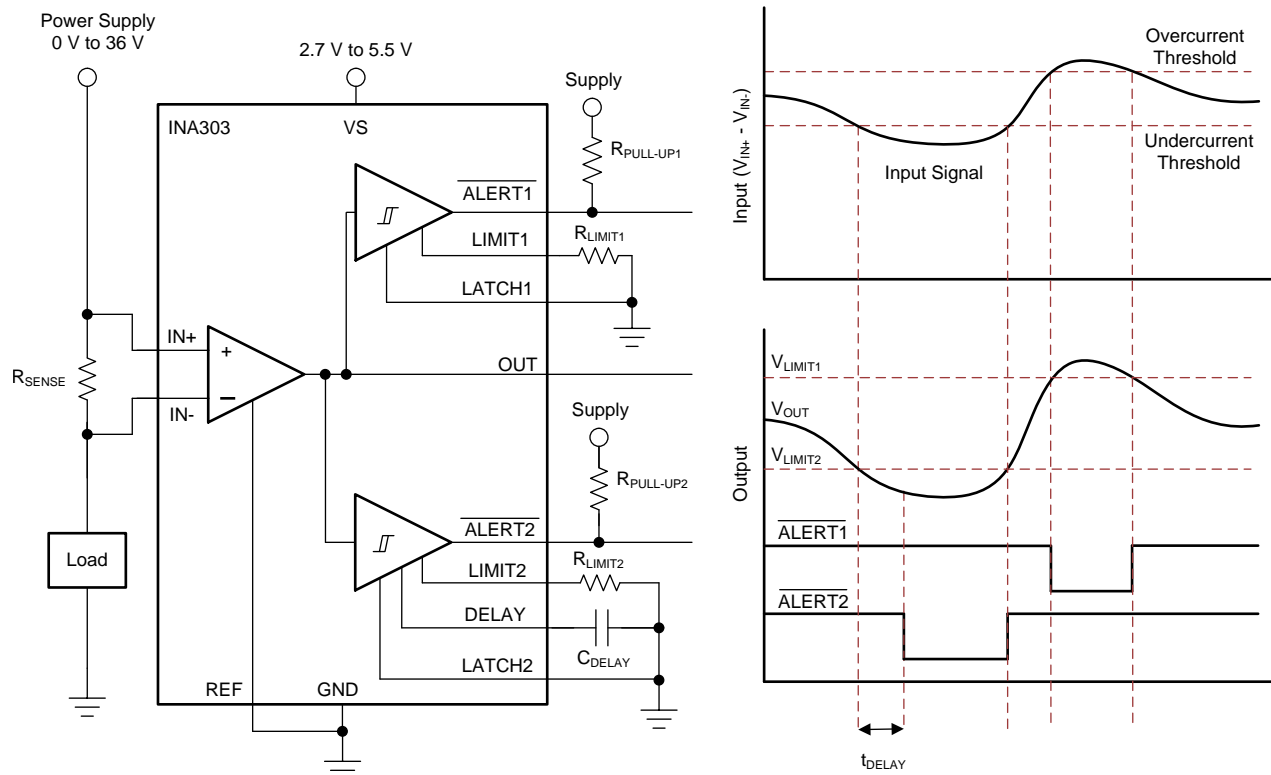 Power Supply
0 V to 36 V
2.7 V to 5.5 V
Supply
INA303
VS
RPULL-UP1
ALERT1
LIMIT1
RLIMIT1
LATCH1
IN+
+
RSENSE
OUT
IN-
−
Supply
RPULL-UP2
ALERT2
RLIMIT2
LIMIT2
Load
DELAY
CDELAY
LATCH2
REF
GND
Overcurrent
Threshold
Undercurrent
Threshold
Input Signal
Input (VIN+ - VIN-)
VLIMIT1
VOUT
VLIMIT2
Output
ALERT1
ALERT2
tDELAY